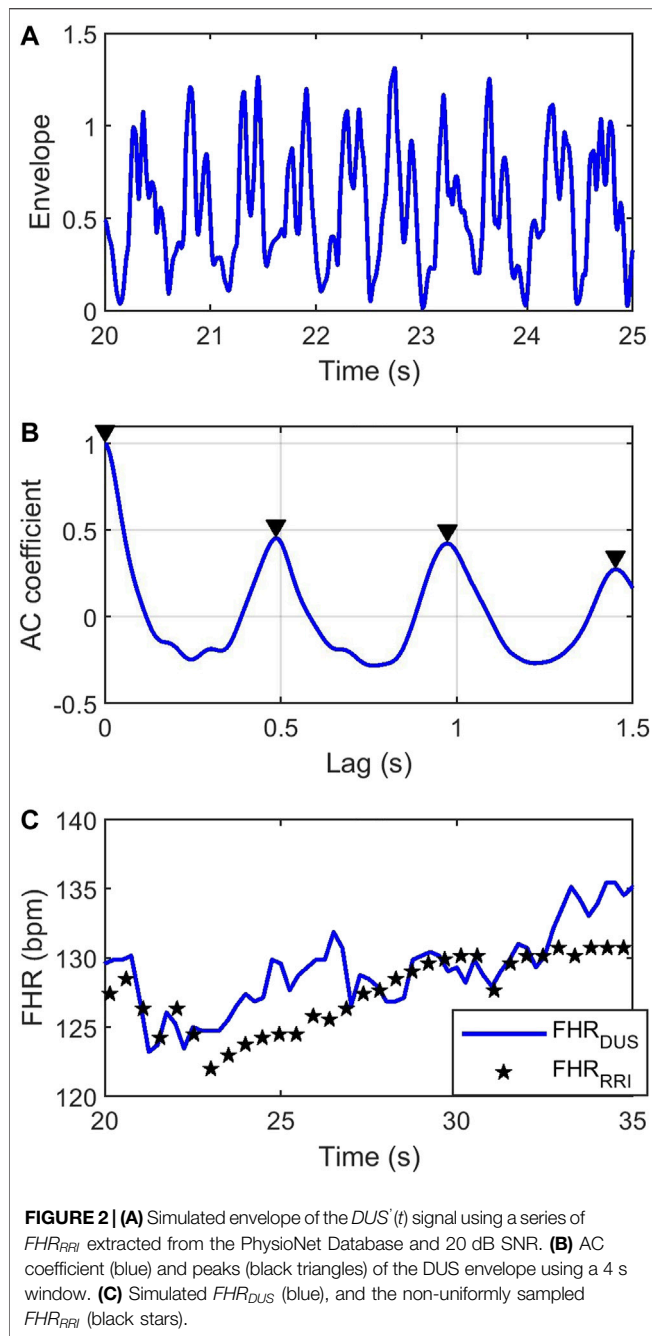 A
1.5
1
0.5
0
Envelope
20 21 22 23 24 25
Time (s)
B
1
0.5
0
-0.5
AC coefficient
0 0.5 1 1.5
Lag (s)
C
140
135
130
125
120
FHR (bpm)
FHR_DUS
FHR_RRI
20 25 30 35
Time (s)
FIGURE 2 | (A) Simulated envelope of the DUS'(t) signal using a series of
FHR_RRI extracted from the PhysioNet Database and 20 dB SNR. (B) AC
coefficient (blue) and peaks (black triangles) of the DUS envelope using a 4 s
window. (C) Simulated FHR_DUS (blue), and the non-uniformly sampled
FHR_RRI (black stars).